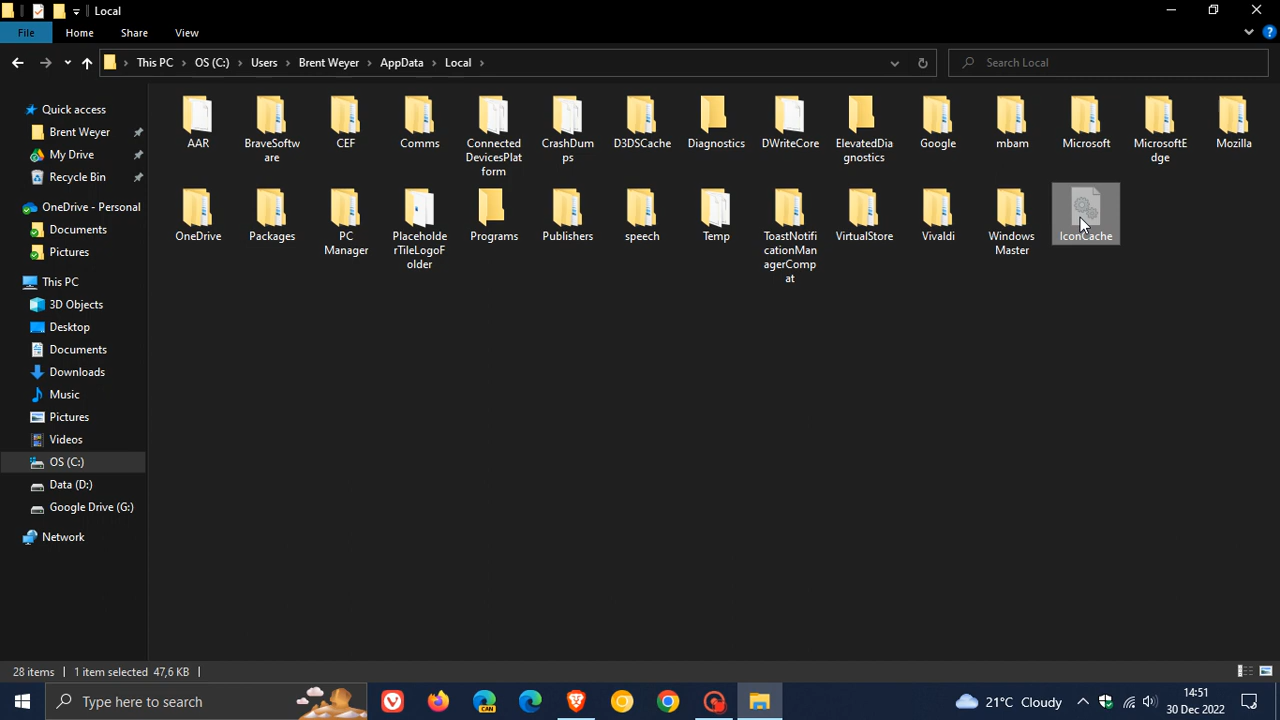 Local
File
Home
Share
View
This PC
OS (C:)
Users
Brent Weyer
AppData
Local
Search Local
Quick access
Brent Weyer
My Drive
Recycle Bin
OneDrive - Personal
Documents
Pictures
This PC
3D Objects
Desktop
Documents
Downloads
Music
Pictures
Videos
OS (C:)
Data (D:)
Google Drive (G:)
Network
AAR
BraveSoftw
are
CEF
Comms
Connected
DevicesPlat
form
CrashDum
ps
D3DSCache
Diagnostics
DWriteCore
ElevatedDia
gnostics
Google
mbam
Microsoft
MicrosoftE
dge
Mozilla
OneDrive
Packages
PC
Manager
Placeholde
rTileLogoF
older
Programs
Publishers
speech
Temp
ToastNotifi
cationMan
agerComp
at
VirtualStore
Vivaldi
Windows
Master
IconCache
28 items
1 item selected 47,6 KB
Type here to search
CAN
21°C Cloudy
14:51
30 Dec 2022